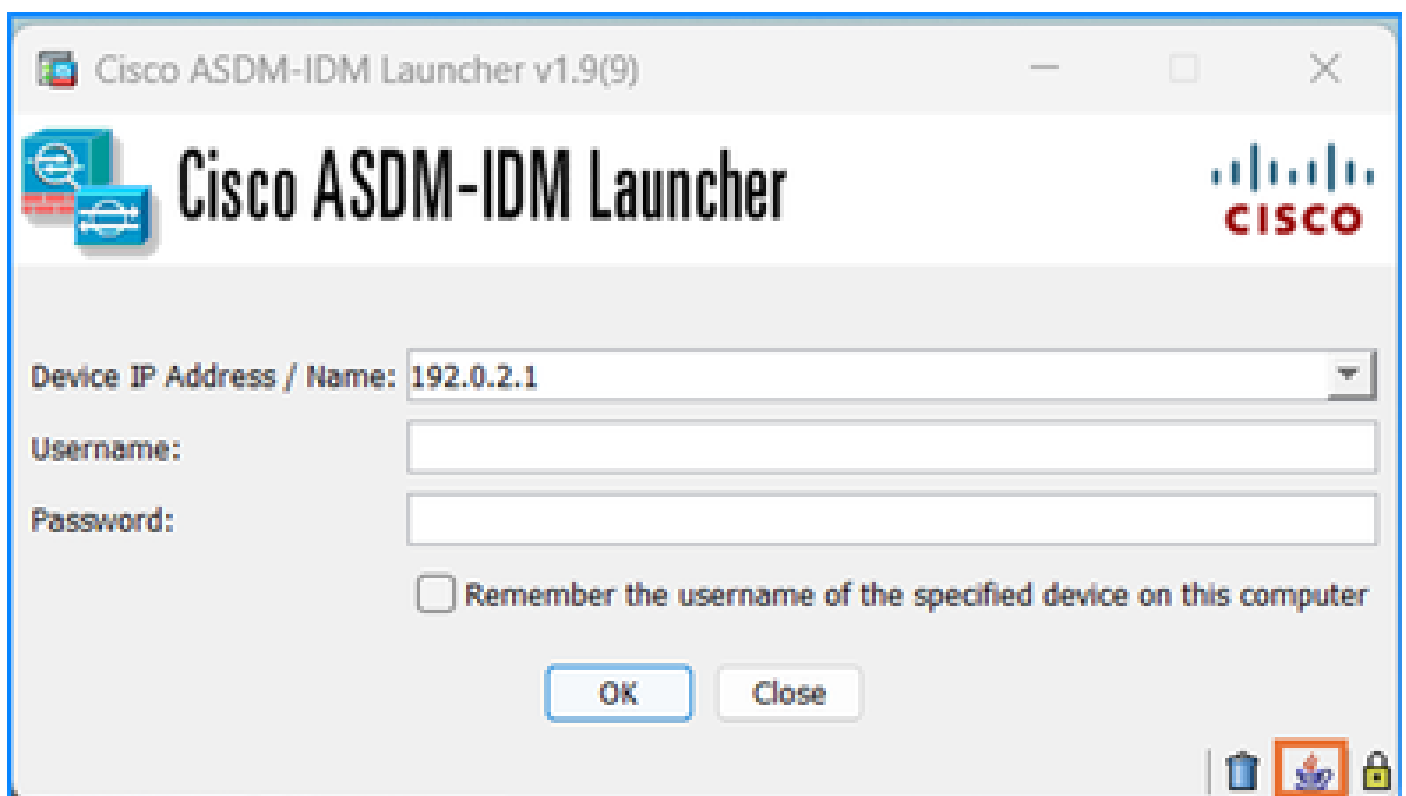 Cisco ASDM-IDM Launcher v1.9(9)
Cisco ASDM-IDM Launcher
CISCO
Device IP Address / Name: 192.0.2.1
Username:
Password:
Remember the username of the specified device on this computer
OK Close